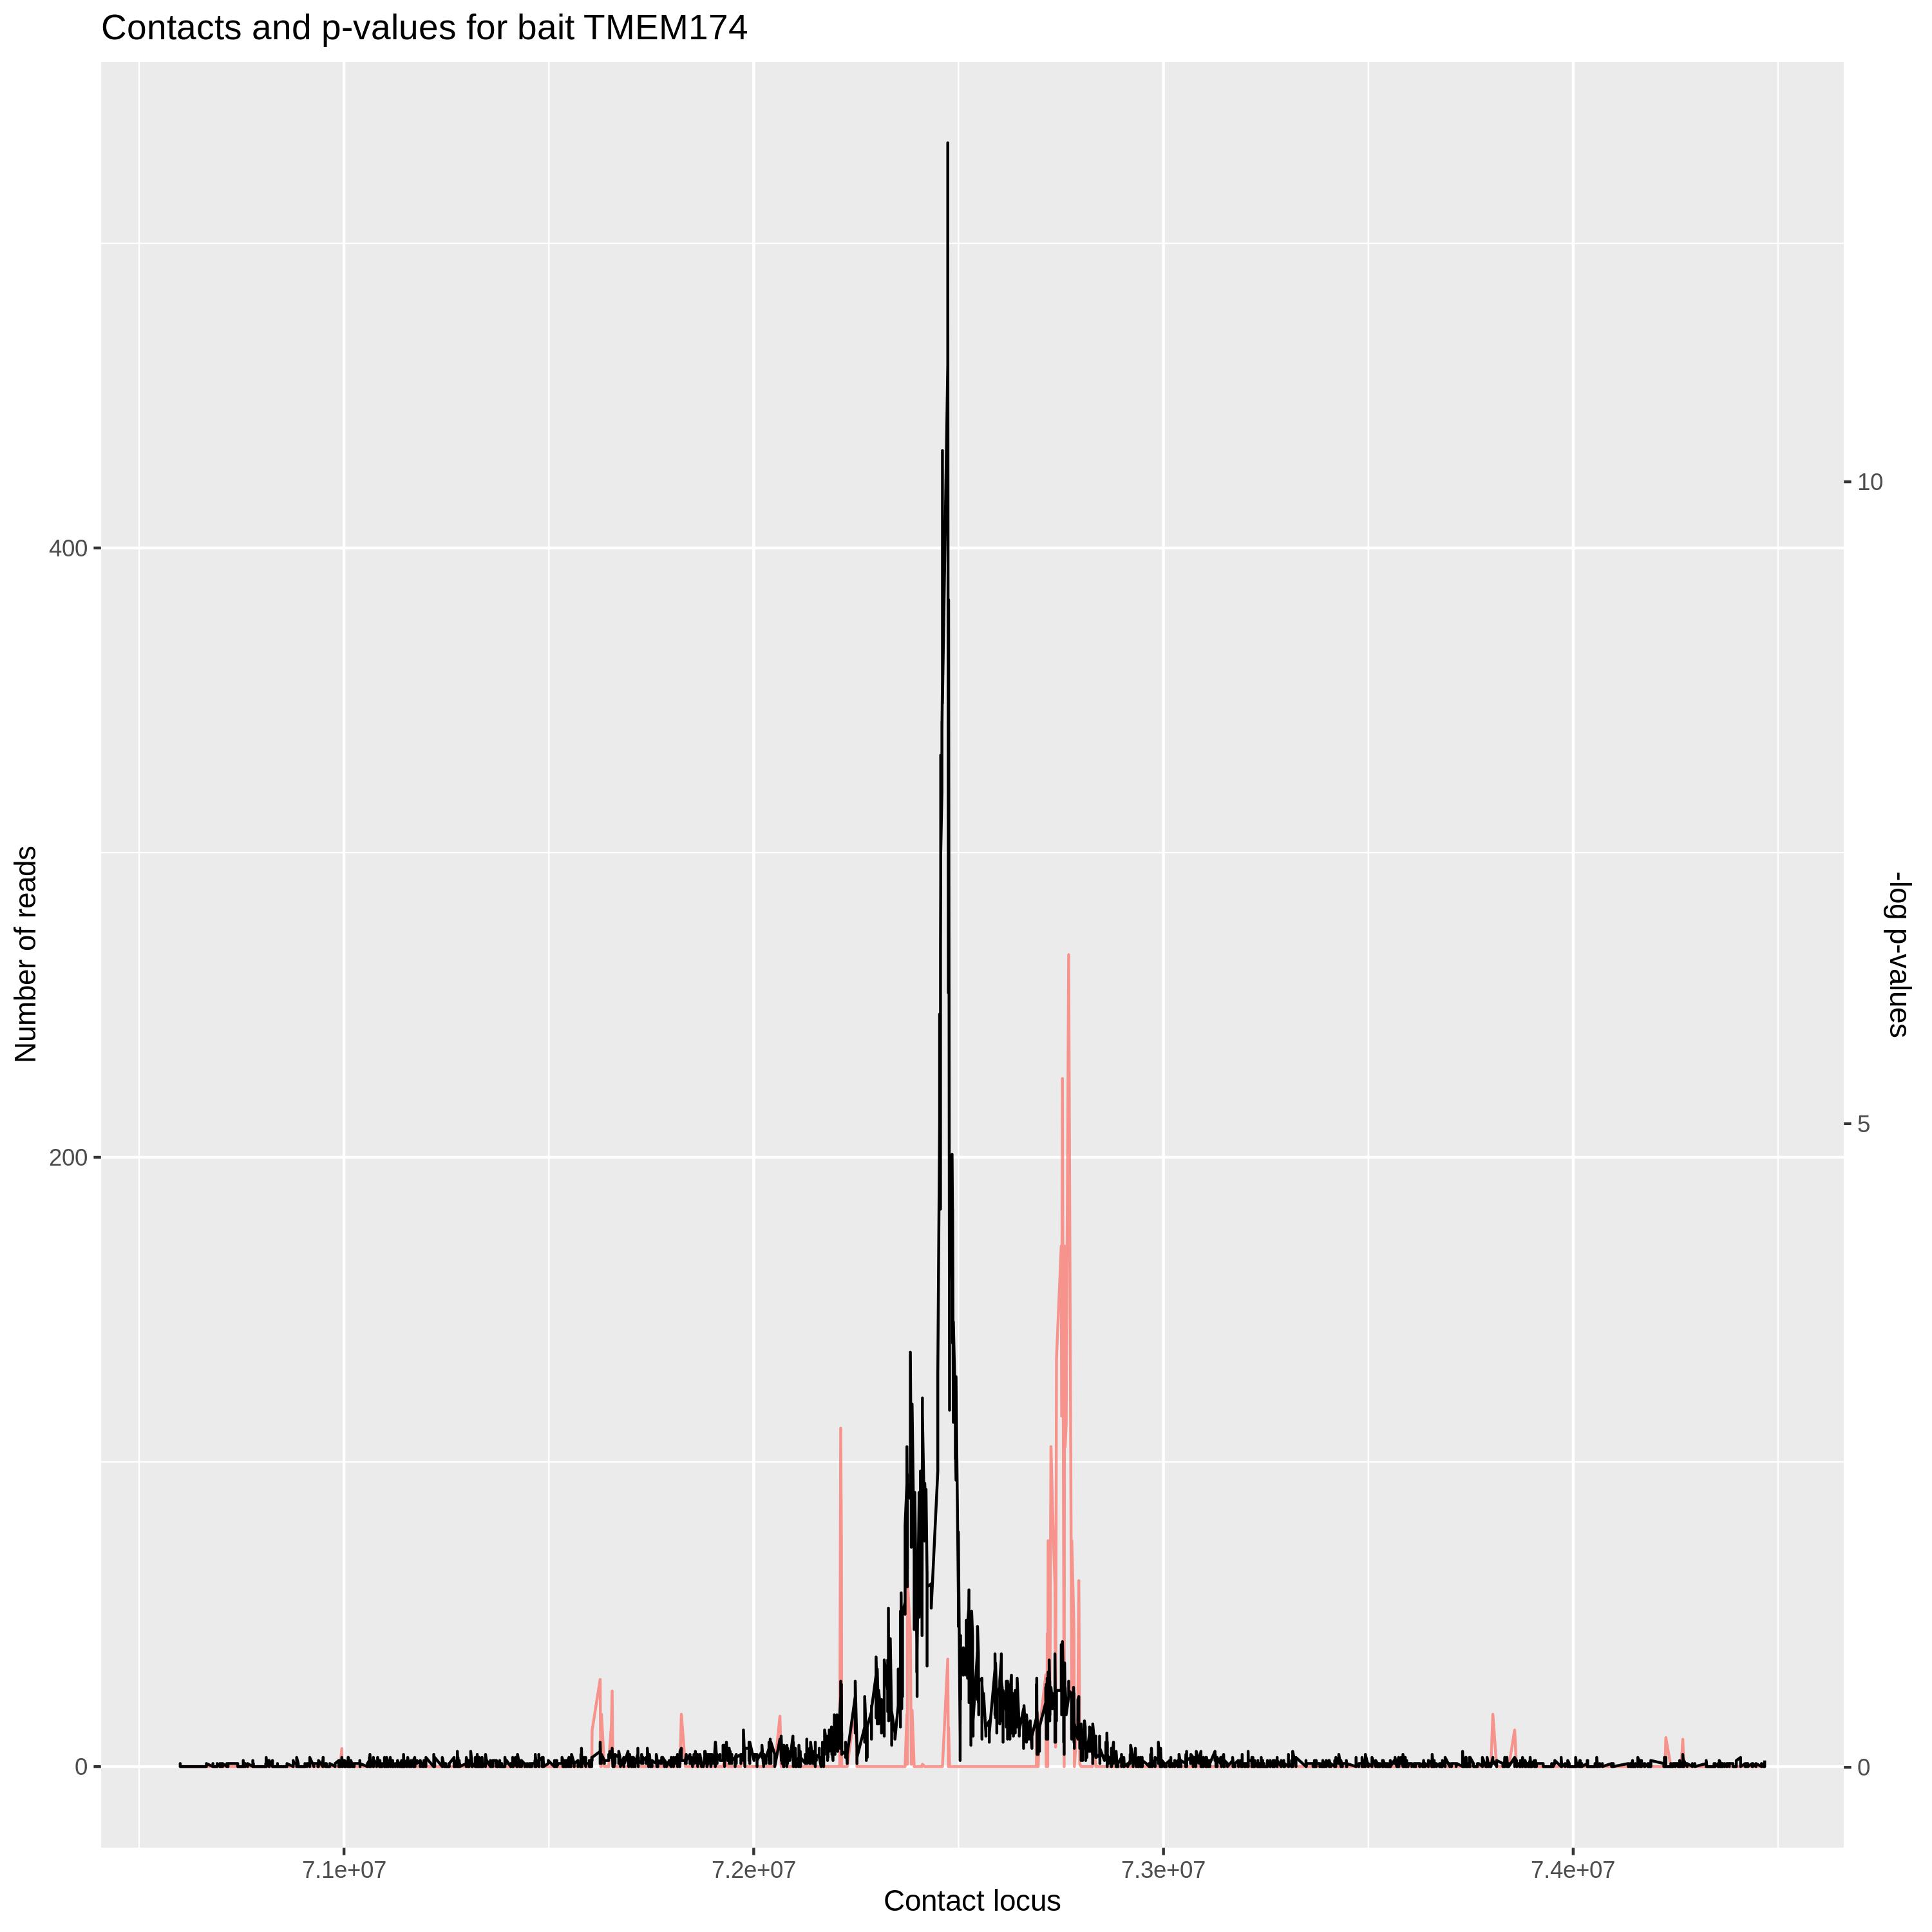 Contacts and p-values for bait TMEM174
Number of reads
400
200
0
10
5
0
-log p-values
7.1e+07
7.2e+07
7.3e+07
7.4e+07
Contact locus